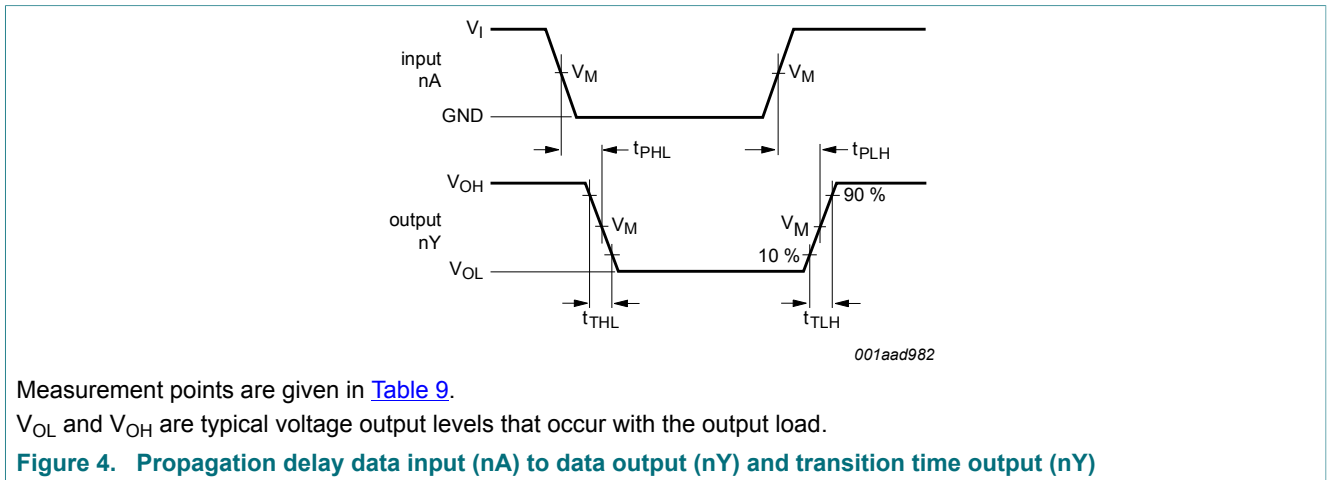 V_I
input
nA
V_M
V_M
GND
t_PHL
t_PLH
V_OH
90 %
output
nY
V_M
V_M
10 %
V_OL
t_THL
t_TLH
001aad982
Measurement points are given in Table 9.
V_OL and V_OH are typical voltage output levels that occur with the output load.
Figure 4. Propagation delay data input (nA) to data output (nY) and transition time output (nY)